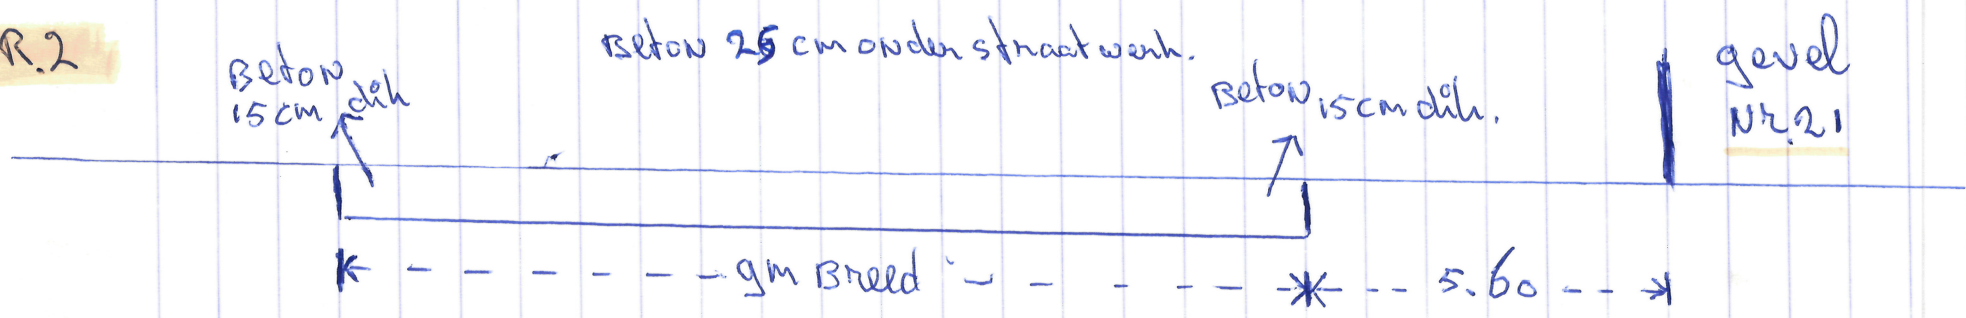 R.2
Beton 25 cm onder straatwerk.
Beton
15 cm dik
Beton 15 cm dik.
gevel
Nr. 21
9m Breed
5.60